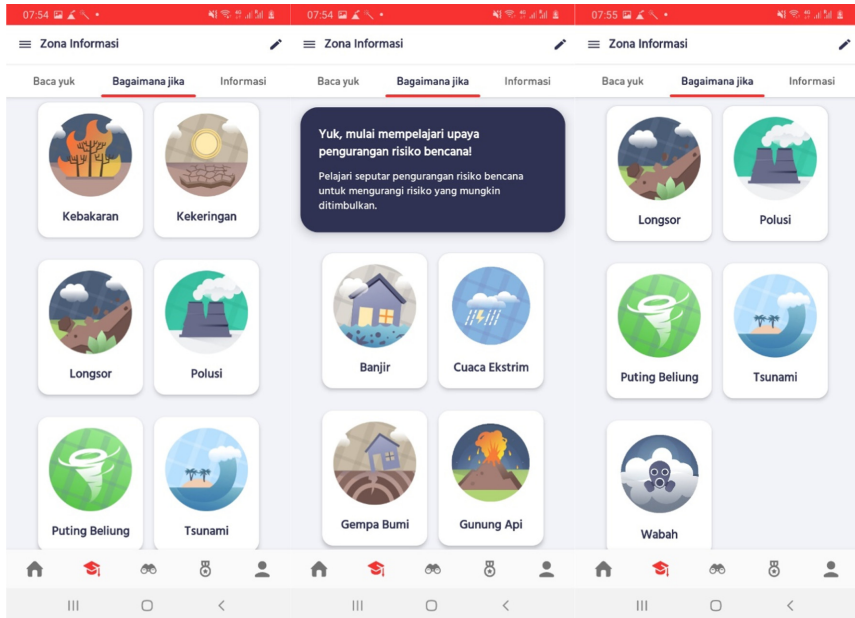 07:54
Zona Informasi
Baca yuk Bagaimana jika Informasi
Kebakaran Kekeringan
Longsor Polusi
Puting Beliung Tsunami
07:54
Zona Informasi
Baca yuk Bagaimana jika Informasi
Yuk, mulai mempelajari upaya
pengurangan risiko bencana!
Pelajari seputar pengurangan risiko bencana
untuk mengurangi risiko yang mungkin
ditimbulkan.
Banjir Cuaca Ekstrim
Gempa Bumi Gunung Api
07:55
Zona Informasi
Baca yuk Bagaimana jika Informasi
Longsor Polusi
Puting Beliung Tsunami
Wabah